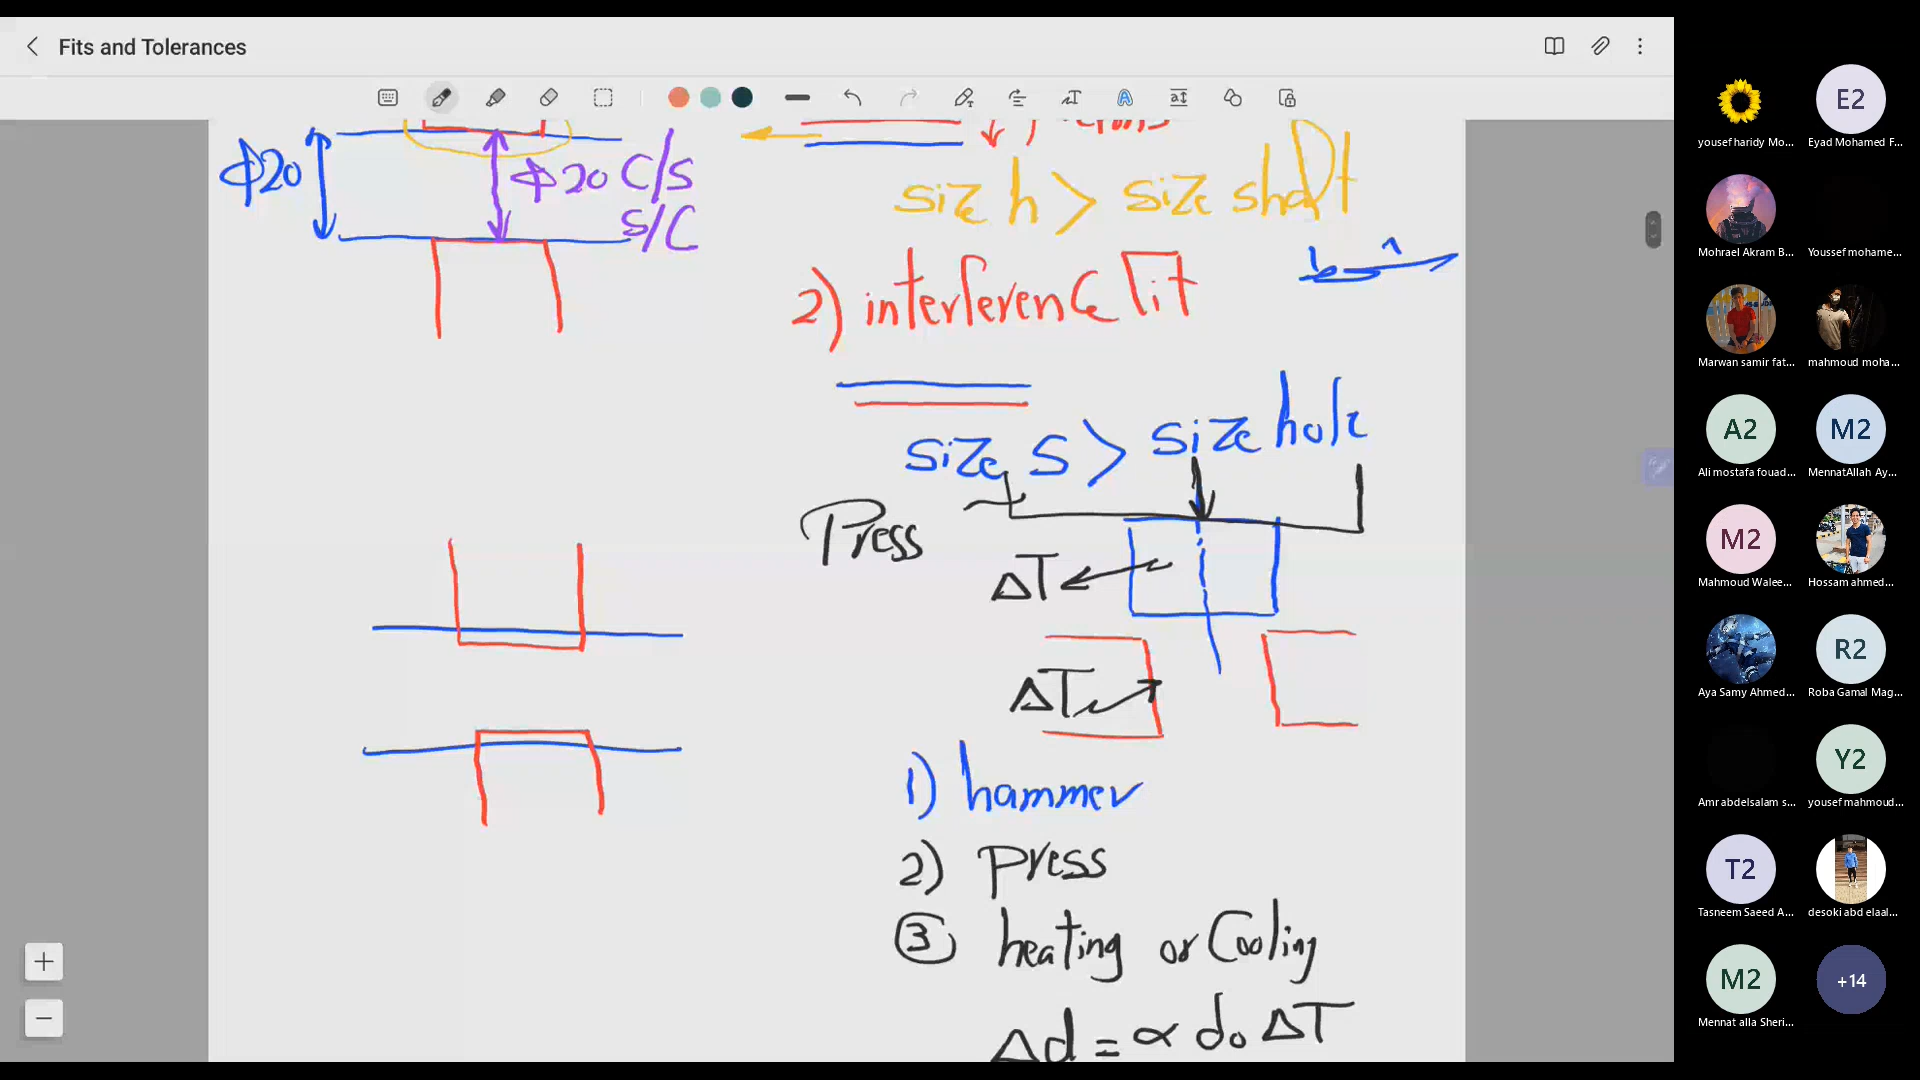 Fits and Tolerances
ϕ20
ϕ20 C/S
S/C
size h > size shaft
2) interference fit
size s > size hole
Press
ΔT
ΔT
1) hammer
2) press
③ heating or Cooling
Δd = α do ΔT
yousef haridy Mo...
E2
Eyad Mohamed F...
Mohrael Akram B...
Youssef mohame...
Marwan samir fat...
mahmoud moha...
A2
Ali mostafa fouad...
M2
MennatAllah Ay...
M2
Mahmoud Walee...
Hossam ahmed...
Aya Samy Ahmed...
R2
Roba Gamal Mag...
Amr abdelsalam s...
Y2
yousef mahmoud...
T2
Tasneem Saeed A...
desoki abd elaal...
M2
Mennat alla Sheri...
+14